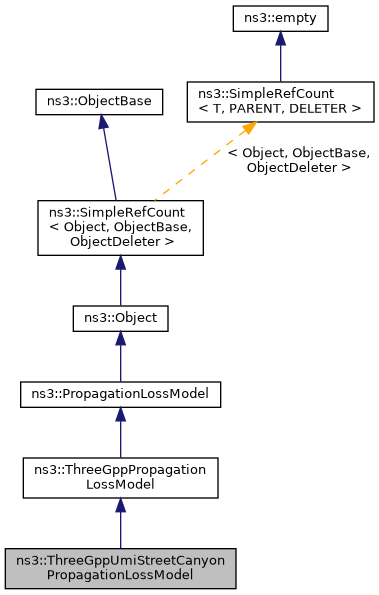 ns3::empty
ns3::SimpleRefCount
< T, PARENT, DELETER >
ns3::ObjectBase
< Object, ObjectBase,
ObjectDeleter >
ns3::SimpleRefCount
< Object, ObjectBase,
ObjectDeleter >
ns3::Object
ns3::PropagationLossModel
ns3::ThreeGppPropagation
LossModel
ns3::ThreeGppUmiStreetCanyon
PropagationLossModel